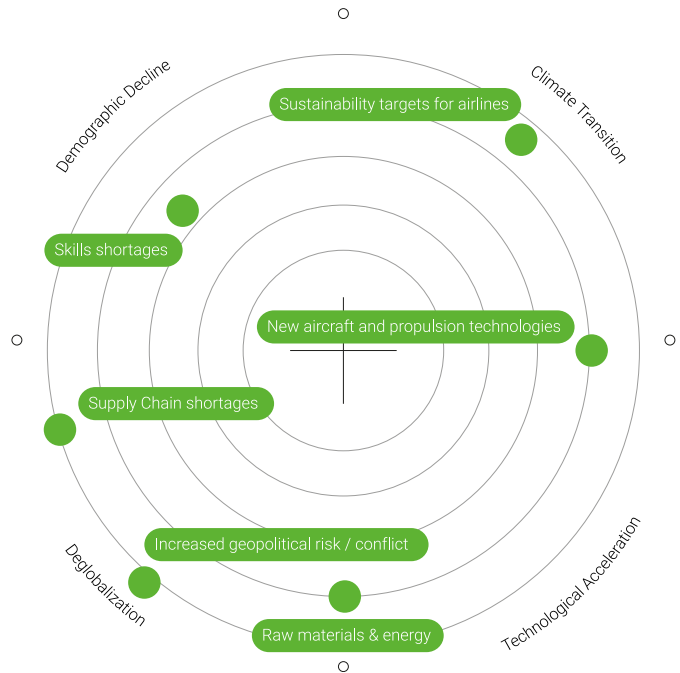 Demographic Decline
Climate Transition
Sustainability targets for airlines
Skills shortages
New aircraft and propulsion technologies
Supply Chain shortages
Increased geopolitical risk / conflict
Deglobalization
Technological Acceleration
Raw materials & energy